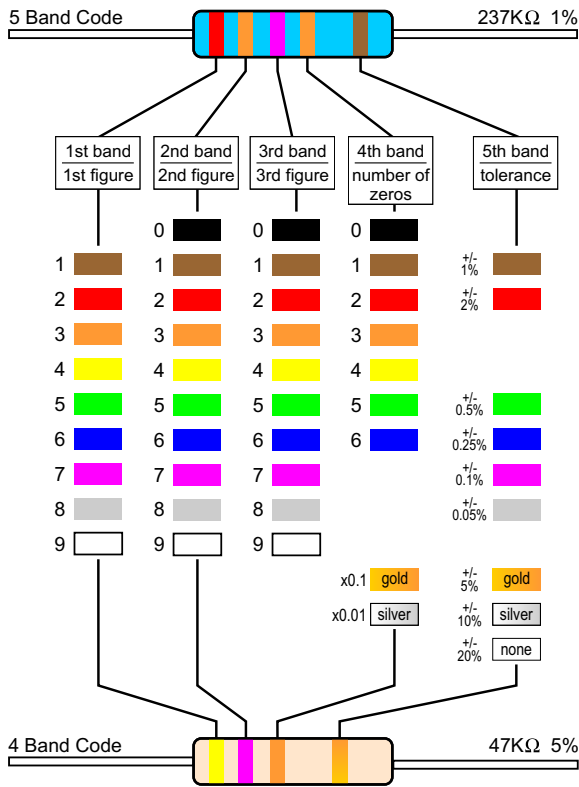 5 Band Code 237KΩ 1%
1st band 2nd band 3rd band 4th band 5th band
1st figure 2nd figure 3rd figure number of tolerance
zeros
0 0 0
1 1 1 1 +/- 1%
2 2 2 2 +/- 2%
3 3 3 3
4 4 4 4
5 5 5 5 +/- 0.5%
6 6 6 6 +/- 0.25%
7 7 7 +/- 0.1%
8 8 8 +/- 0.05%
9 9 9
x0.1 gold +/- 5% gold
x0.01 silver +/- 10% silver
+/- 20% none
4 Band Code 47KΩ 5%